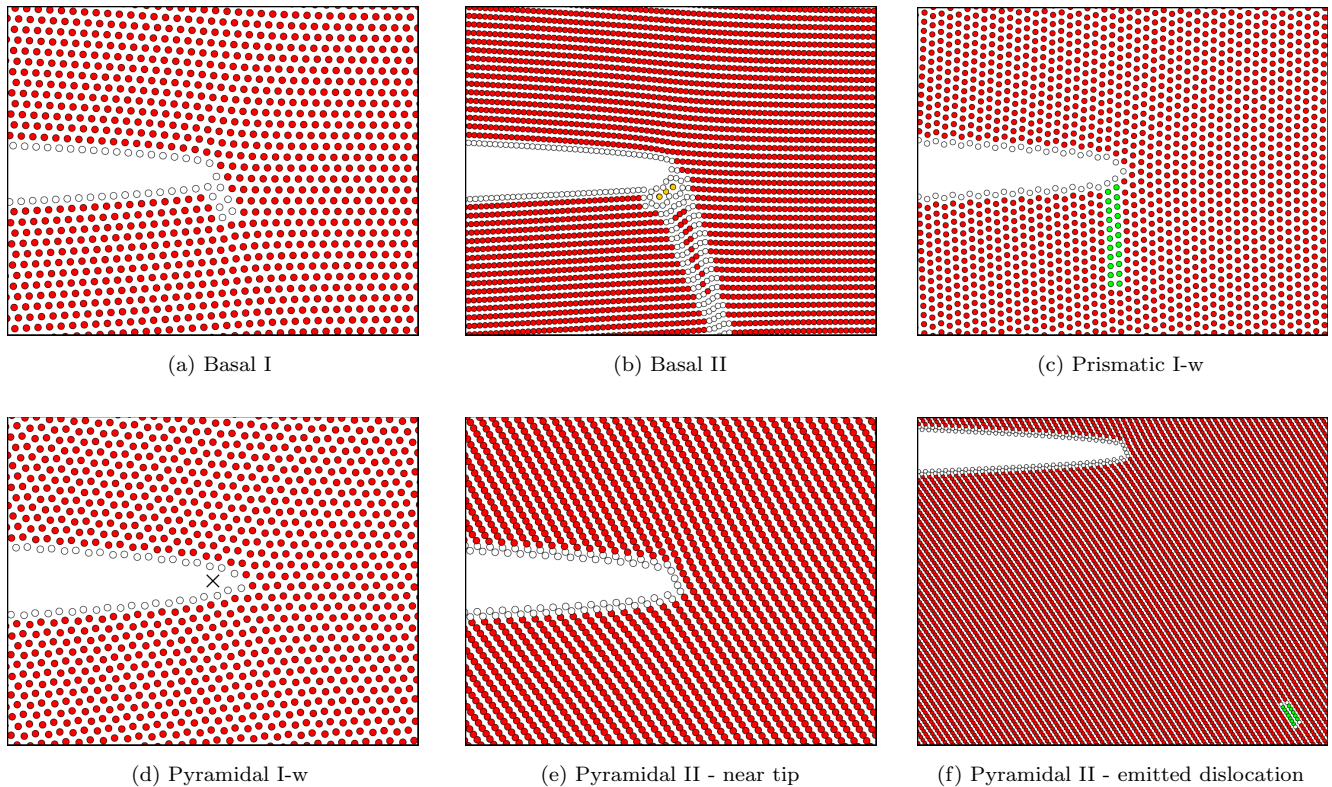 (a) Basal I
(b) Basal II
(c) Prismatic I-w
(d) Pyramidal I-w
(e) Pyramidal II - near tip
(f) Pyramidal II - emitted dislocation